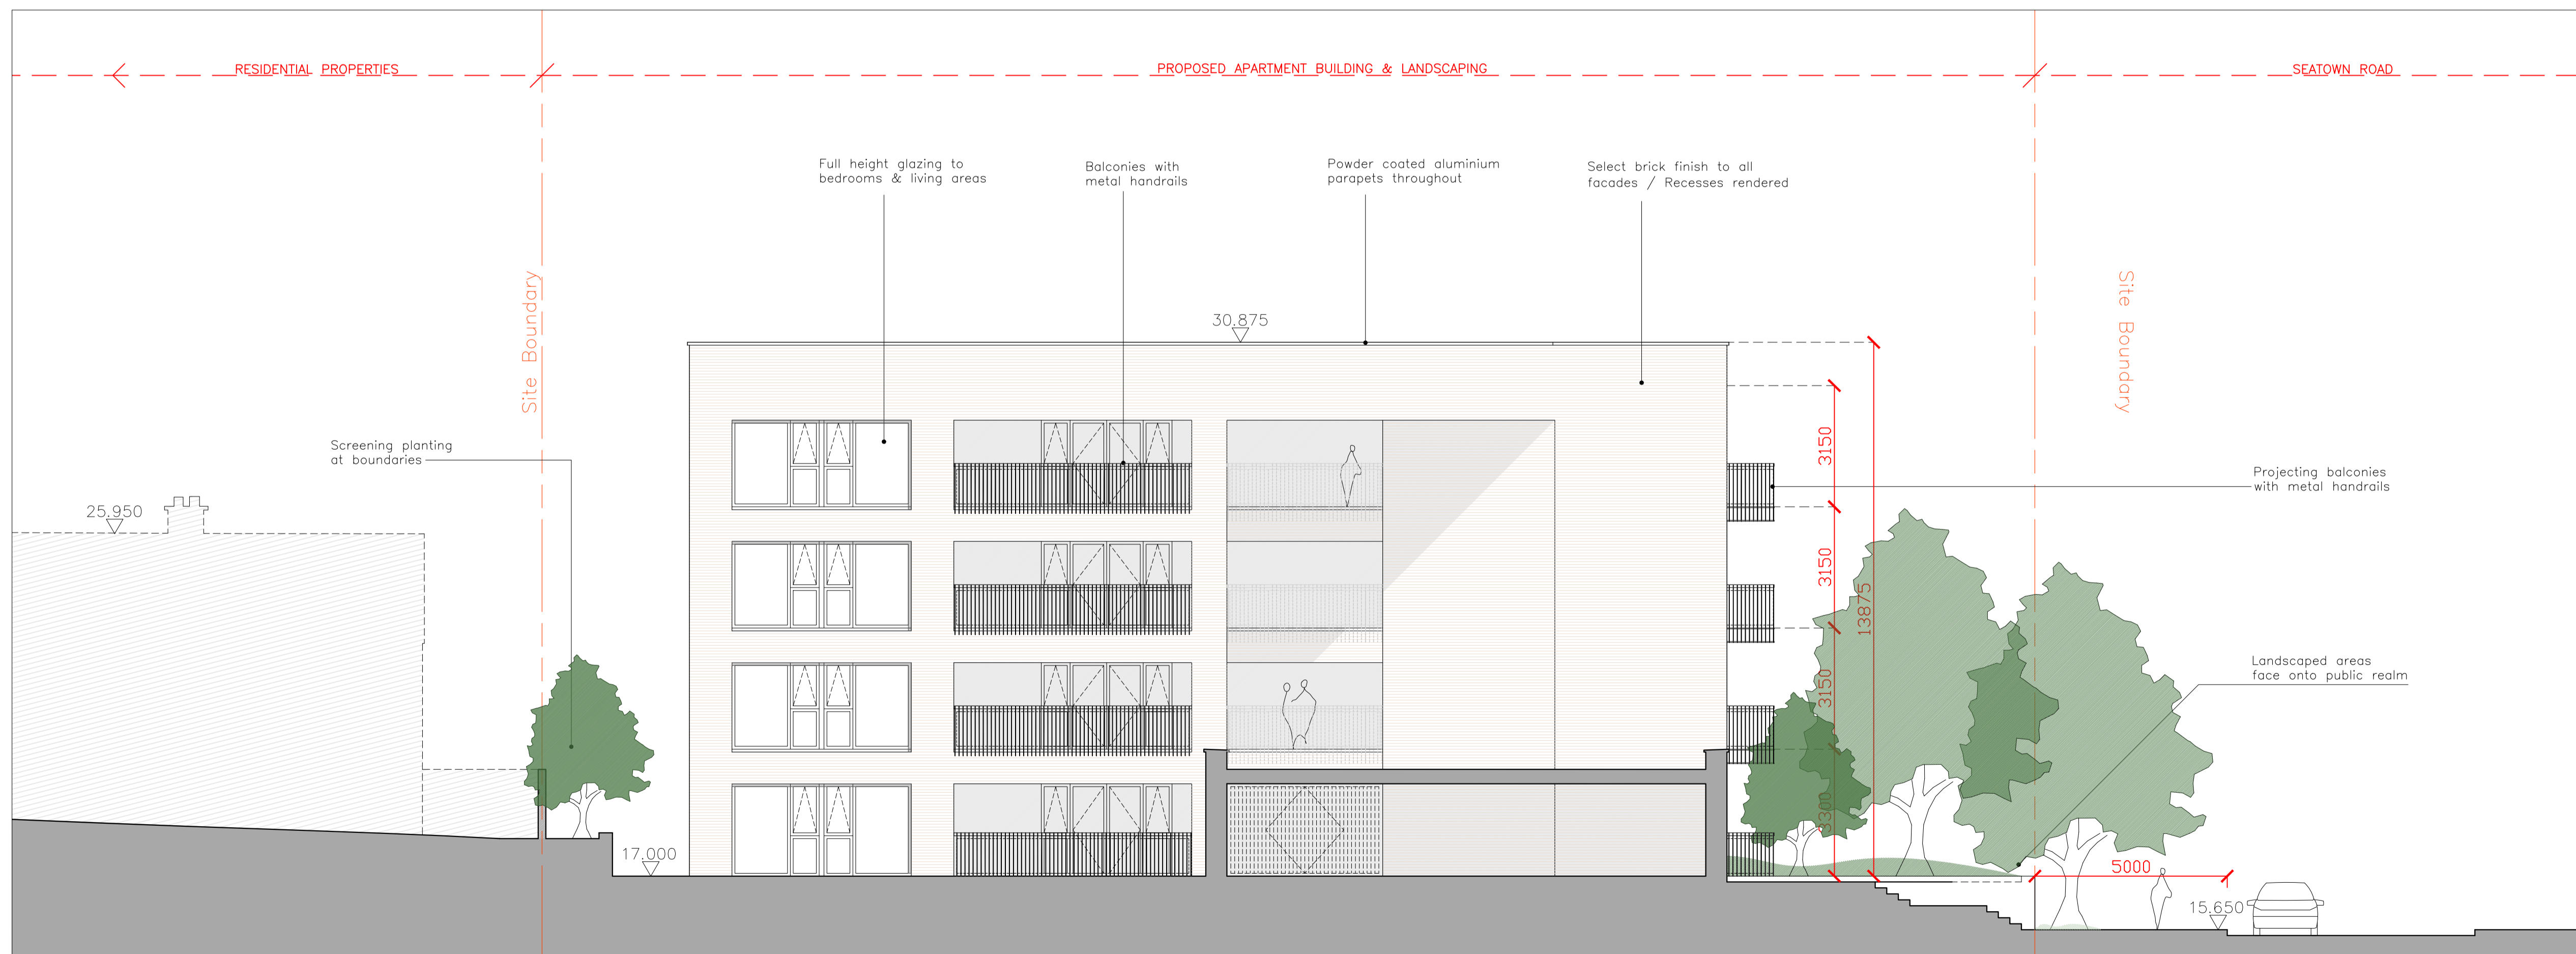 RESIDENTIAL PROPERTIES
PROPOSED APARTMENT BUILDING & LANDSCAPING
SEATOWN ROAD
Full height glazing to
bedrooms & living areas
Balconies with
metal handrails
Powder coated aluminium
parapets throughout
Select brick finish to all
facades / Recesses rendered
Site Boundary
Site Boundary
30.875
Screening planting
at boundaries
25.950
3150
3150
3150
3300
13875
Projecting balconies
with metal handrails
Landscaped areas
face onto public realm
17.000
5000
15.650